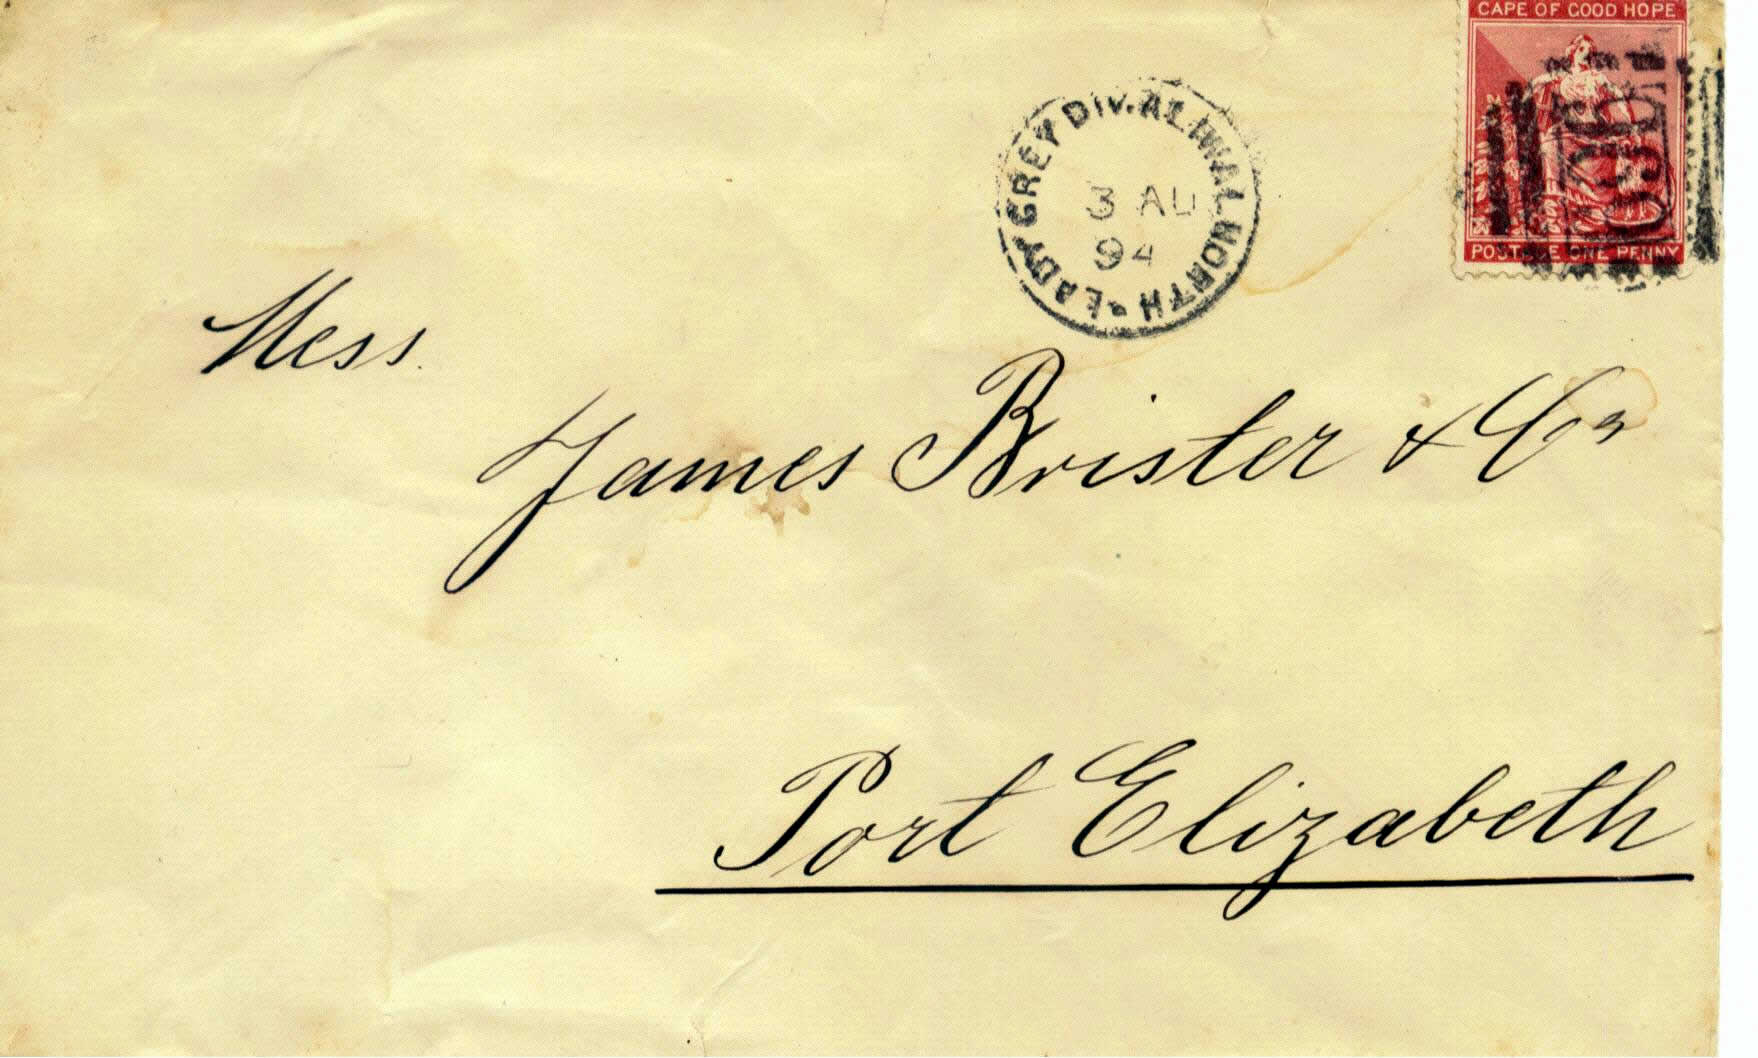 CAPE OF GOOD HOPE
POSTAGE ONE PENNY
LADY GREY DIV. ALIWAL NORTH
3 AU
94
Mess.
James Brister & Co
Port Elizabeth